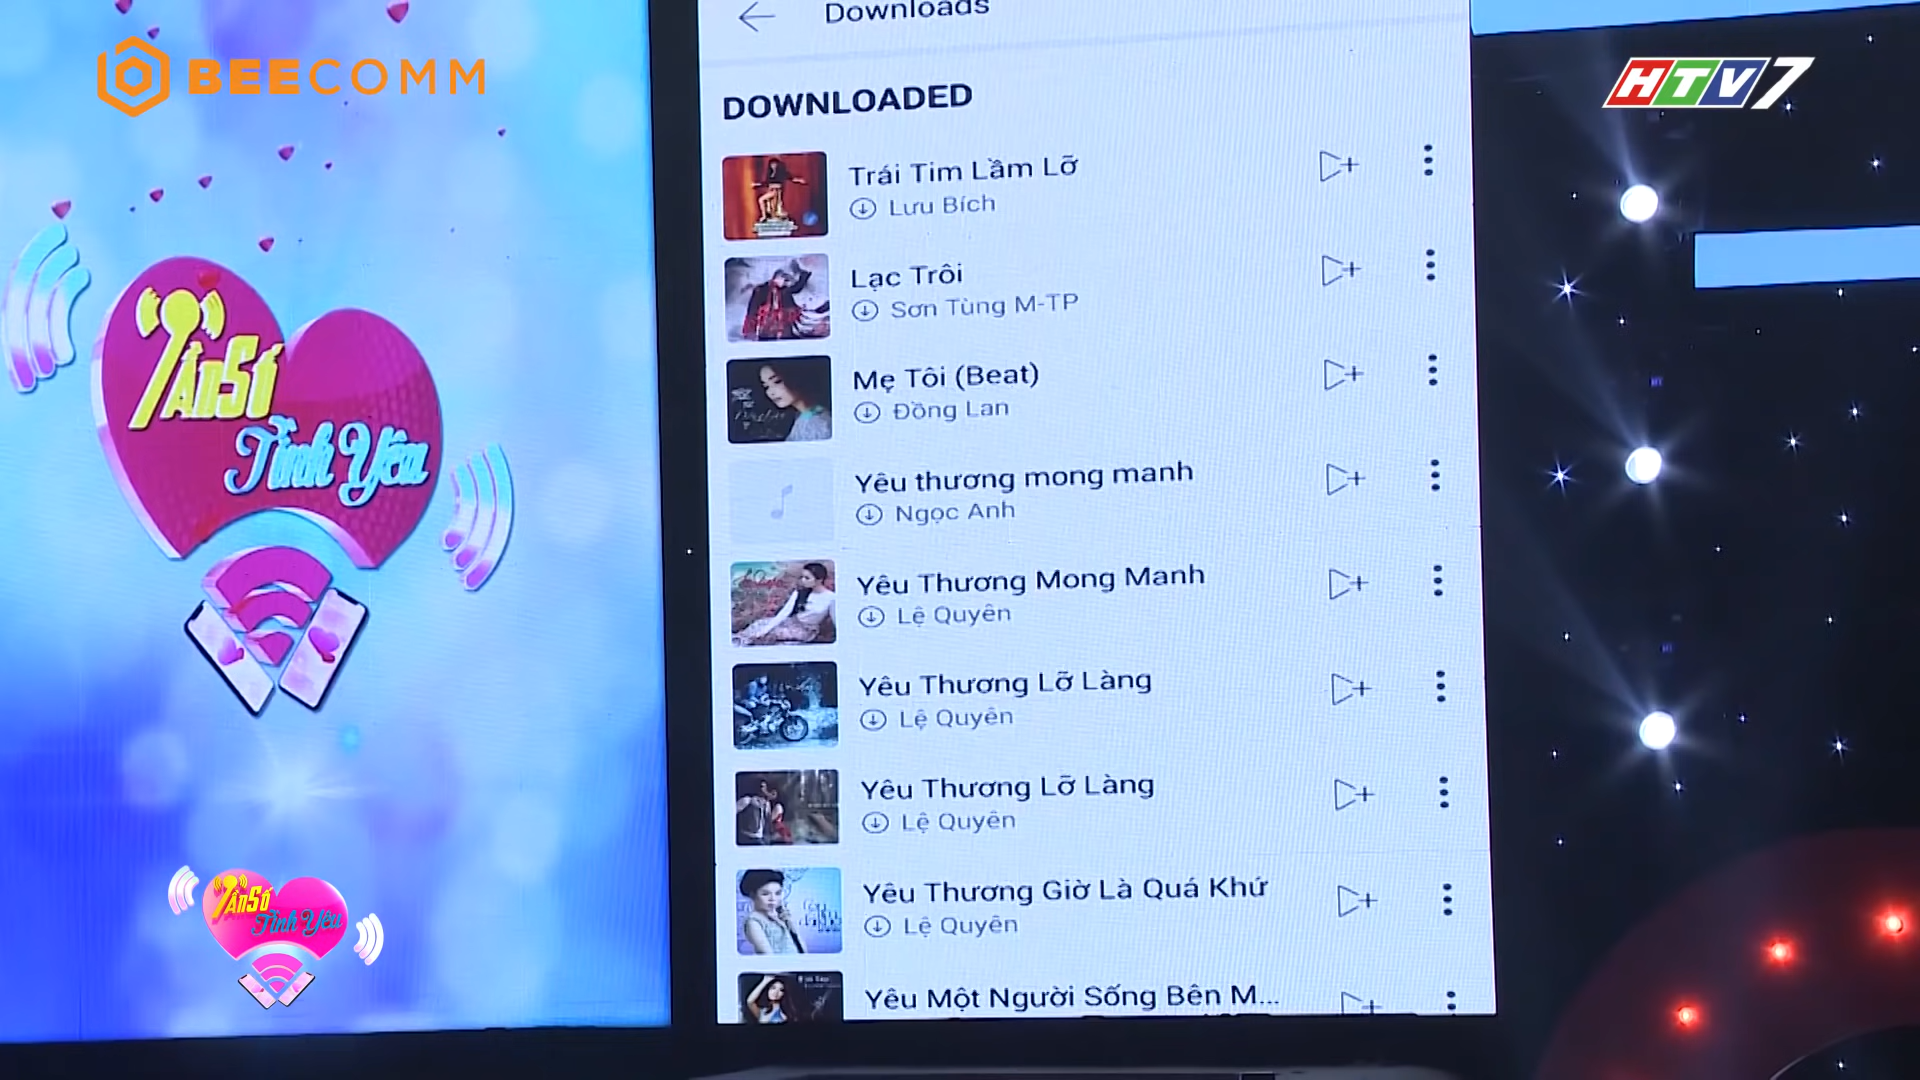 BEECOMM
HTV7
Downloads
DOWNLOADED
Trái Tim Lầm Lỡ
Lưu Bích
Lạc Trôi
Sơn Tùng M-TP
Mẹ Tôi (Beat)
Đồng Lan
Yêu thương mong manh
Ngọc Anh
Yêu Thương Mong Manh
Lệ Quyên
Yêu Thương Lỡ Làng
Lệ Quyên
Yêu Thương Lỡ Làng
Lệ Quyên
Yêu Thương Giờ Là Quá Khứ
Lệ Quyên
Yêu Một Người Sống Bên M...
Tần Số
Tình Yêu
Tần Số
Tình Yêu